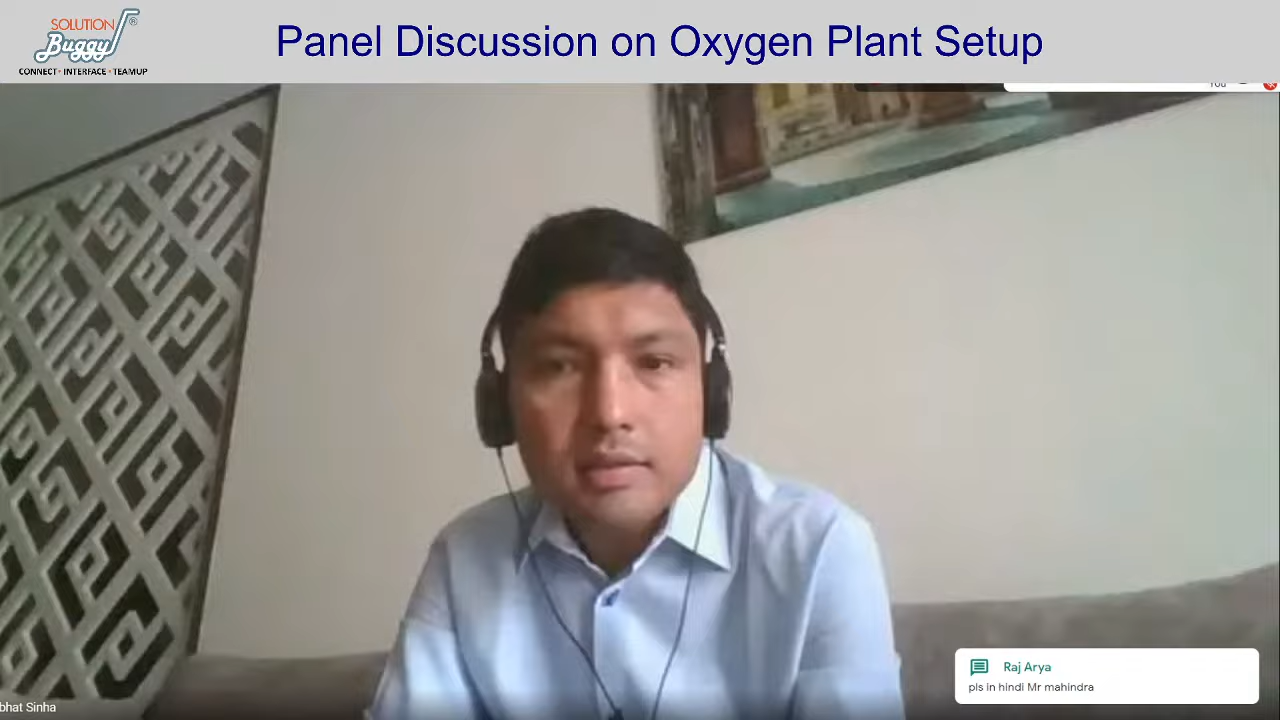 SOLUTION
Buggy®
CONNECT • INTERFACE • TEAMUP
Panel Discussion on Oxygen Plant Setup
You
Raj Arya
pls in hindi Mr mahindra
bhat Sinha